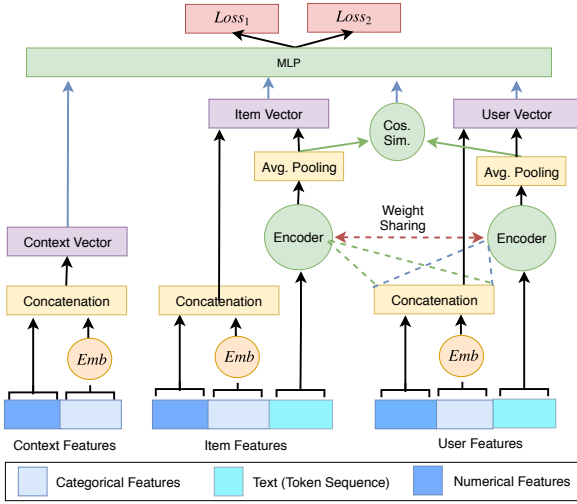 Loss1 Loss2
MLP
Item Vector
Cos.
Sim.
User Vector
Avg. Pooling
Avg. Pooling
Context Vector
Encoder
Weight
Sharing
Encoder
Concatenation
Concatenation
Concatenation
Emb
Emb
Emb
Context Features
Item Features
User Features
Categorical Features
Text (Token Sequence)
Numerical Features